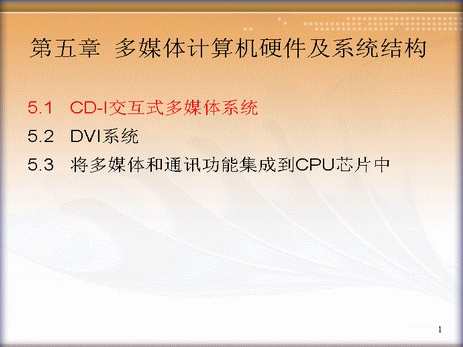 第五章 多媒体计算机硬件及系统结构
5.1 CD-I交互式多媒体系统
5.2 DVI系统
5.3 将多媒体和通讯功能集成到CPU芯片中
1